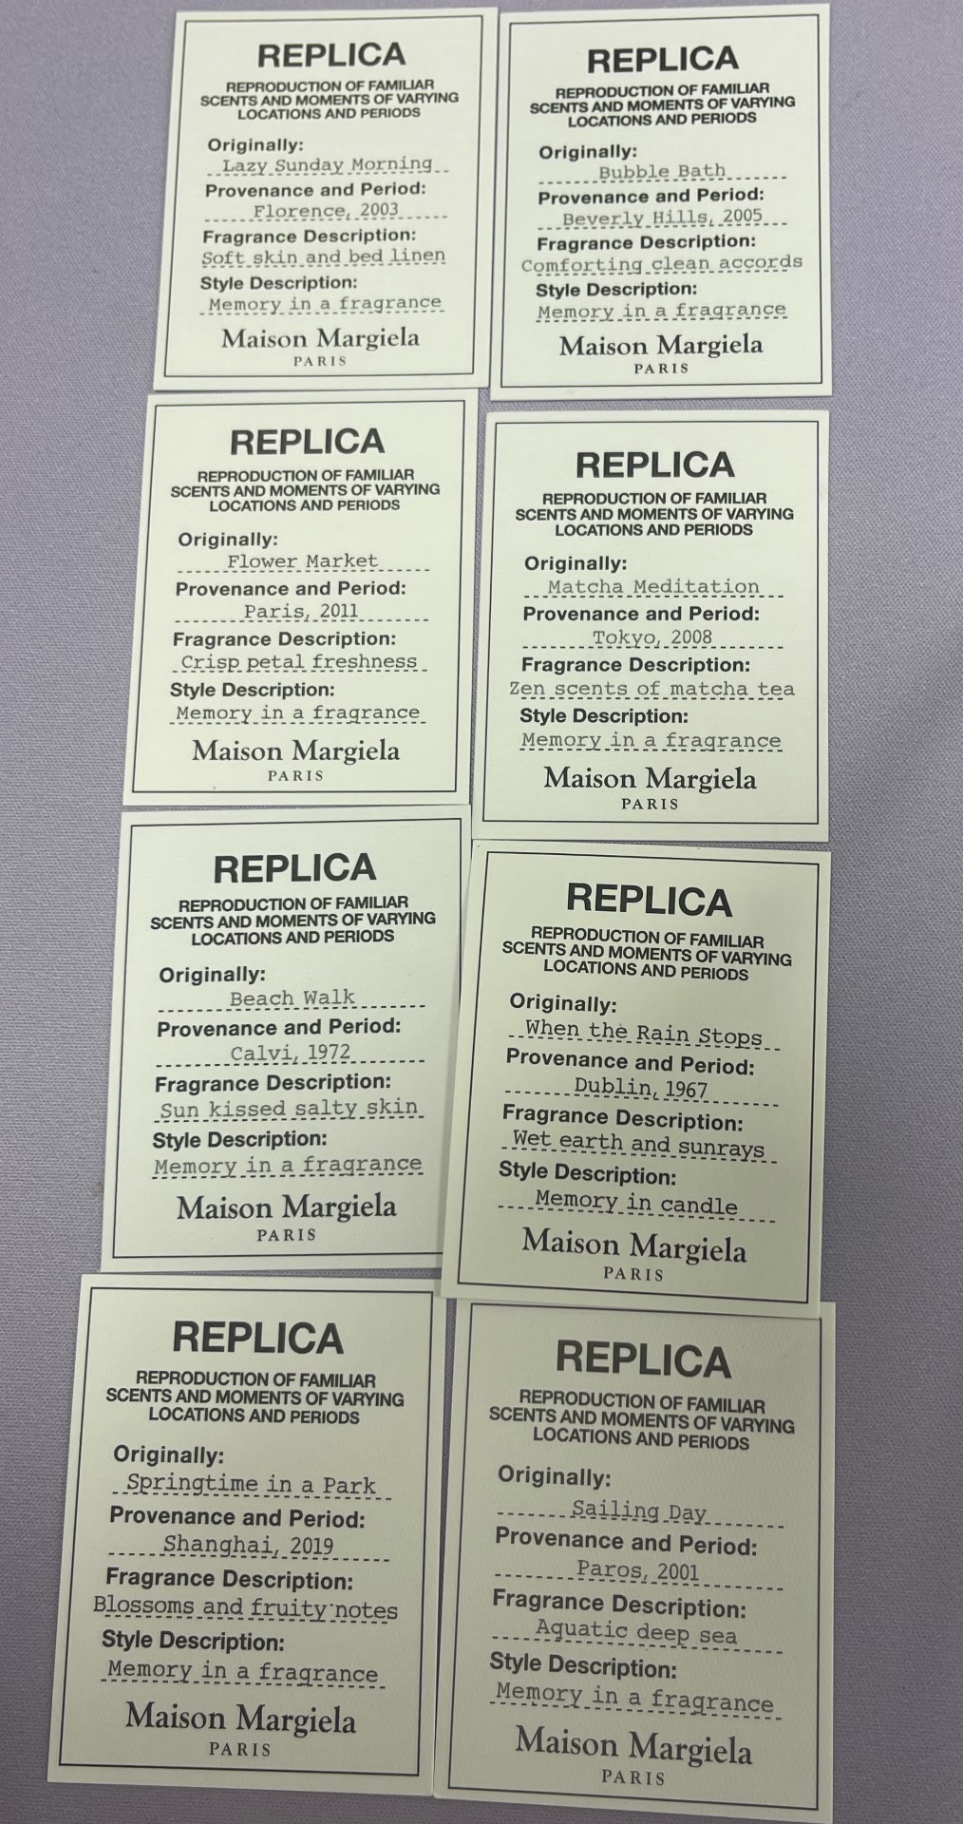 REPLICA
REPRODUCTION OF FAMILIAR
SCENTS AND MOMENTS OF VARYING
LOCATIONS AND PERIODS
Originally:
Lazy Sunday Morning
Provenance and Period:
Florence, 2003
Fragrance Description:
Soft skin and bed linen
Style Description:
Memory in a fragrance
Maison Margiela
PARIS
REPLICA
REPRODUCTION OF FAMILIAR
SCENTS AND MOMENTS OF VARYING
LOCATIONS AND PERIODS
Originally:
Bubble Bath
Provenance and Period:
Beverly Hills, 2005
Fragrance Description:
Comforting clean accords
Style Description:
Memory in a fragrance
Maison Margiela
PARIS
REPLICA
REPRODUCTION OF FAMILIAR
SCENTS AND MOMENTS OF VARYING
LOCATIONS AND PERIODS
Originally:
Flower Market
Provenance and Period:
Paris, 2011
Fragrance Description:
Crisp petal freshness
Style Description:
Memory in a fragrance
Maison Margiela
PARIS
REPLICA
REPRODUCTION OF FAMILIAR
SCENTS AND MOMENTS OF VARYING
LOCATIONS AND PERIODS
Originally:
Matcha Meditation
Provenance and Period:
Tokyo, 2008
Fragrance Description:
Zen scents of matcha tea
Style Description:
Memory in a fragrance
Maison Margiela
PARIS
REPLICA
REPRODUCTION OF FAMILIAR
SCENTS AND MOMENTS OF VARYING
LOCATIONS AND PERIODS
Originally:
Beach Walk
Provenance and Period:
Calvi, 1972
Fragrance Description:
Sun kissed salty skin
Style Description:
Memory in a fragrance
Maison Margiela
PARIS
REPLICA
REPRODUCTION OF FAMILIAR
SCENTS AND MOMENTS OF VARYING
LOCATIONS AND PERIODS
Originally:
When the Rain Stops
Provenance and Period:
Dublin, 1967
Fragrance Description:
Wet earth and sunrays
Style Description:
Memory in candle
Maison Margiela
PARIS
REPLICA
REPRODUCTION OF FAMILIAR
SCENTS AND MOMENTS OF VARYING
LOCATIONS AND PERIODS
Originally:
Springtime in a Park
Provenance and Period:
Shanghai, 2019
Fragrance Description:
Blossoms and fruity notes
Style Description:
Memory in a fragrance
Maison Margiela
PARIS
REPLICA
REPRODUCTION OF FAMILIAR
SCENTS AND MOMENTS OF VARYING
LOCATIONS AND PERIODS
Originally:
Sailing Day
Provenance and Period:
Paros, 2001
Fragrance Description:
Aquatic deep sea
Style Description:
Memory in a fragrance
Maison Margiela
PARIS